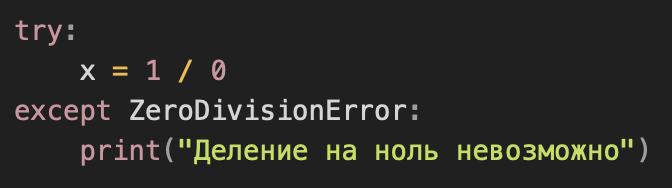 try:
    x = 1 / 0
except ZeroDivisionError:
    print("Деление на ноль невозможно")